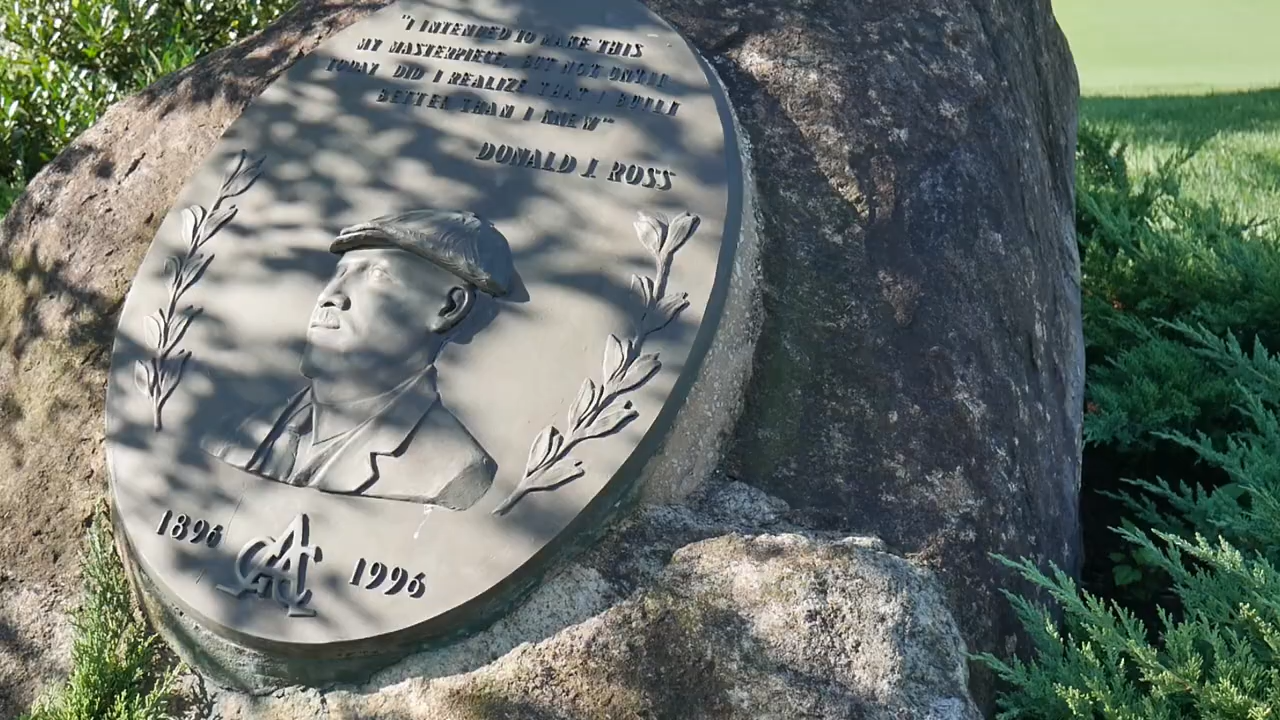 "I INTENDED TO MAKE THIS
MY MASTERPIECE, BUT NOT UNTIL
TODAY DID I REALIZE THAT I BUILT
BETTER THAN I KNEW"
DONALD J ROSS
1896
ACC
1996